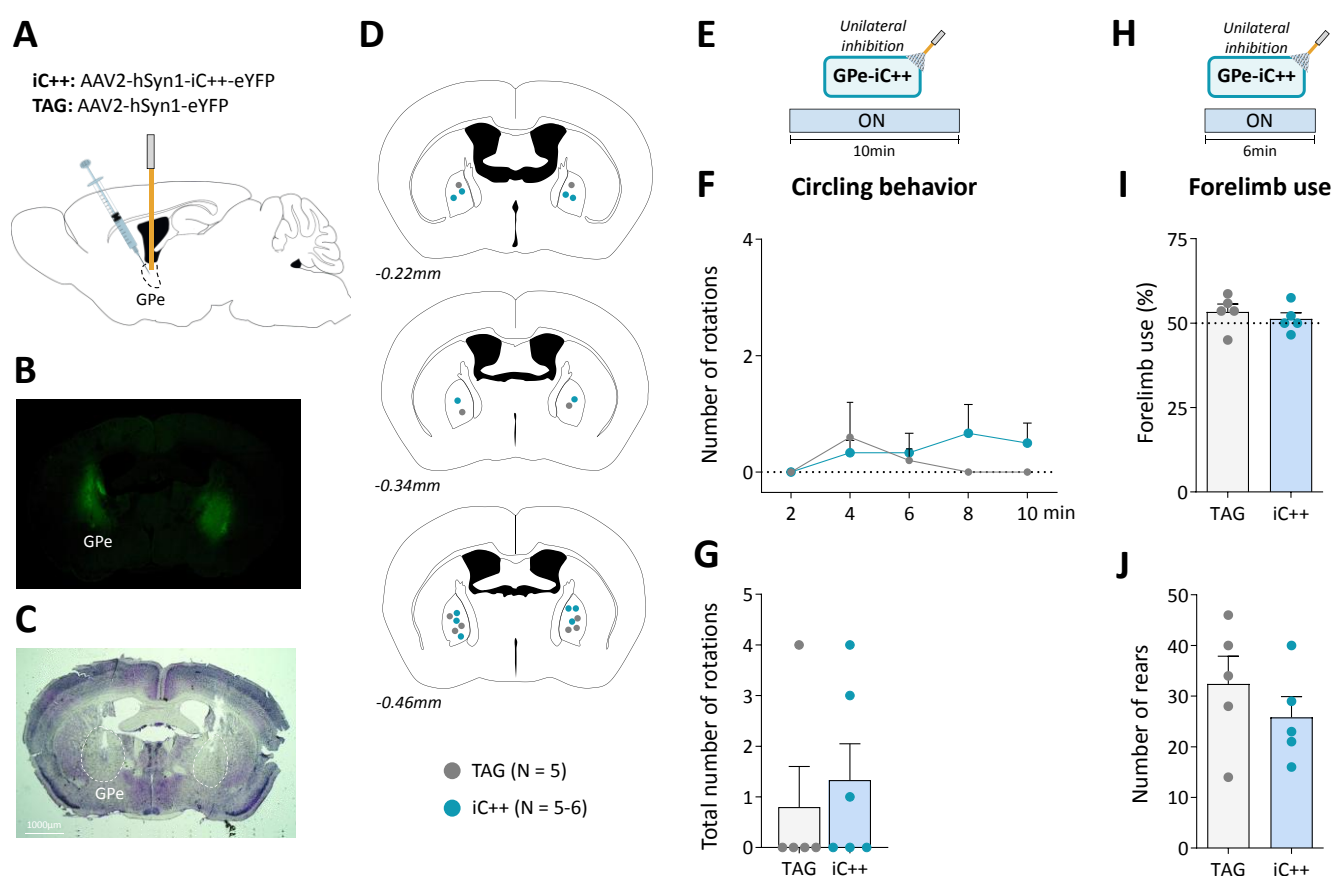 A
iC++: AAV2-hSyn1-iC++-eYFP
TAG: AAV2-hSyn1-eYFP
GPe
B
GPe
C
GPe
1000µm
D
-0.22mm
-0.34mm
-0.46mm
TAG (N = 5)
iC++ (N = 5-6)
E
Unilateral
inhibition
GPe-iC++
ON
10min
F
Circling behavior
Number of rotations
4
2
0
2 4 6 8 10 min
G
Total number of rotations
5
4
3
2
1
0
TAG iC++
H
Unilateral
inhibition
GPe-iC++
ON
6min
I
Forelimb use
Forelimb use (%)
75
50
25
0
TAG iC++
J
Number of rears
50
40
30
20
10
0
TAG iC++